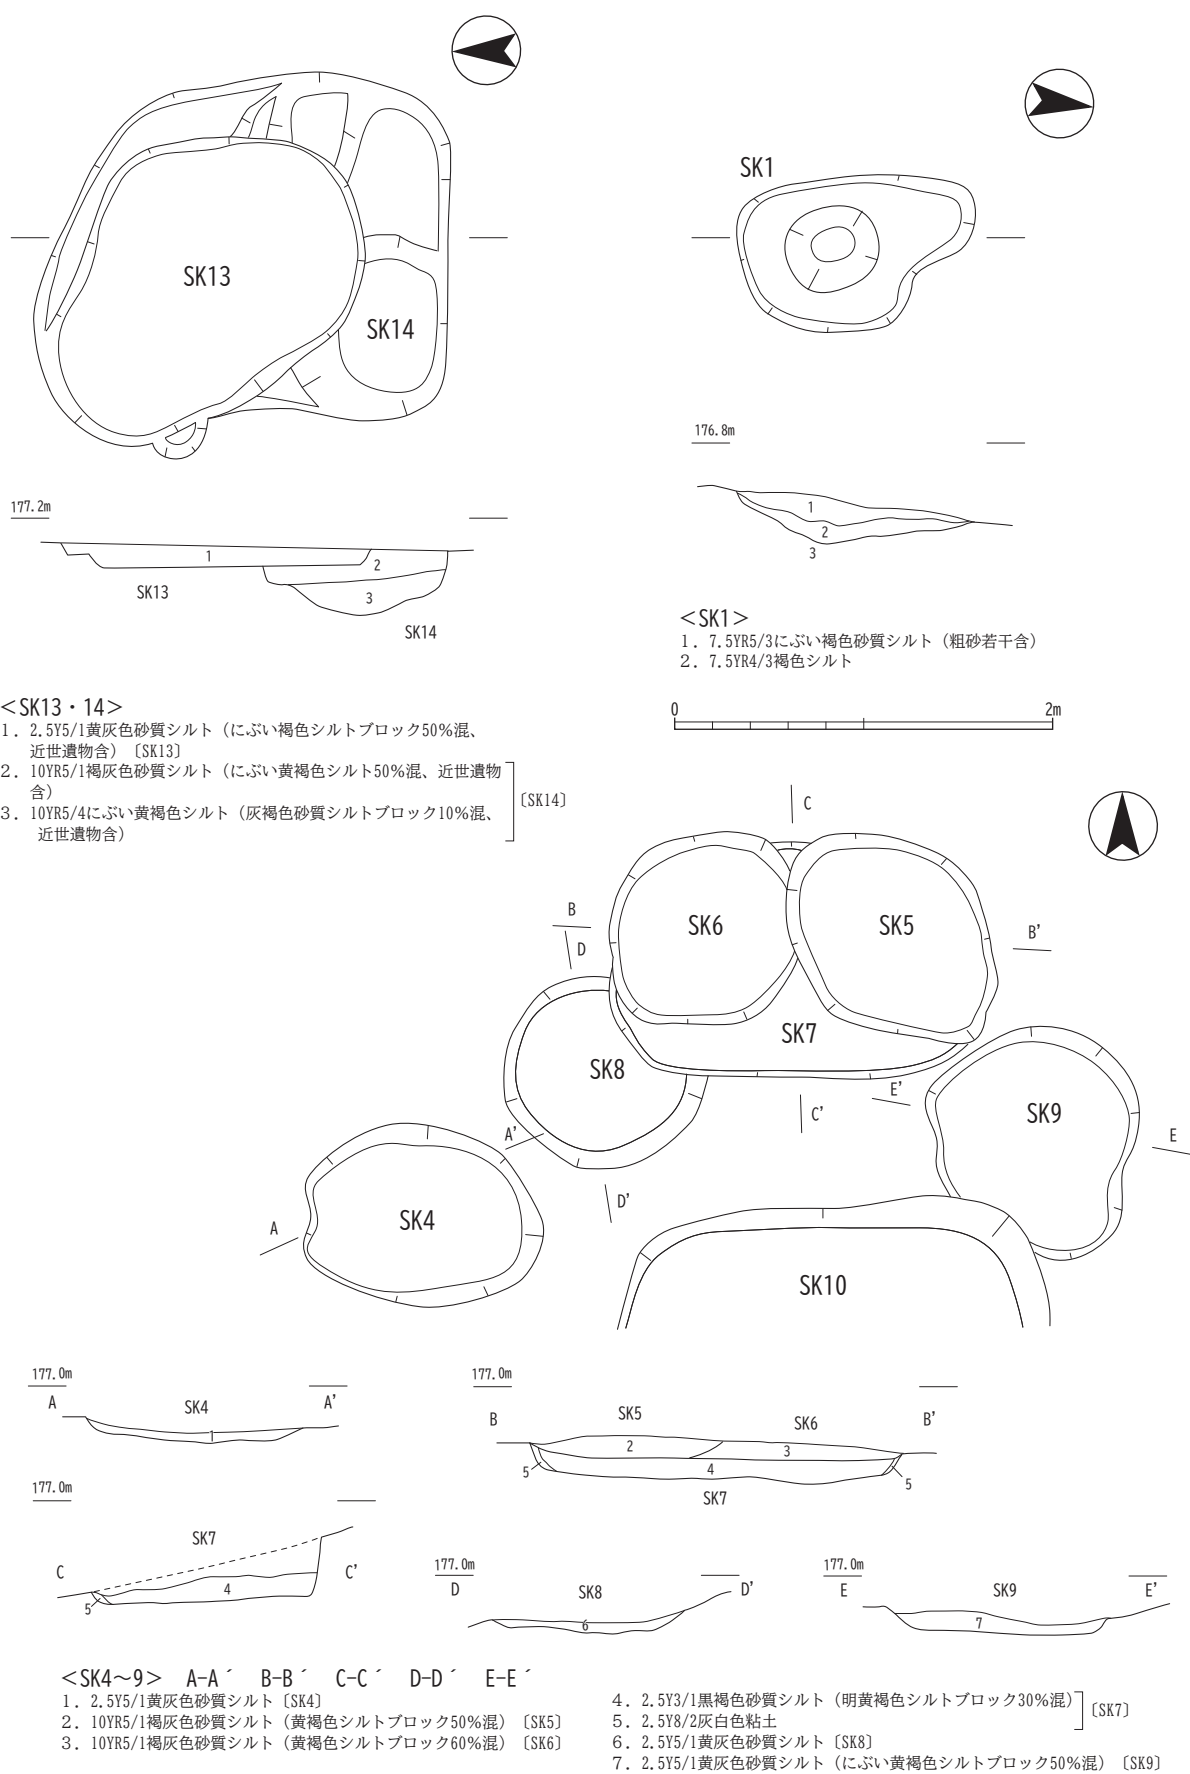 SK13
SK14
SK1
177.2m
1
2
3
SK13
SK14
176.8m
1
2
3
＜SK1＞
1．7.5YR5/3にぶい褐色砂質シルト（粗砂若干含）
2．7.5YR4/3褐色シルト
0 2m
＜SK13・14＞
1．2.5Y5/1黄灰色砂質シルト（にぶい褐色シルトブロック50％混、
近世遺物含）〔SK13〕
2．10YR5/1褐灰色砂質シルト（にぶい黄褐色シルト50％混、近世遺物
含）
3．10YR5/4にぶい黄褐色シルト（灰褐色砂質シルトブロック10％混、
近世遺物含）
〔SK14〕
C
B
D
SK6
SK5
B’
SK7
SK8
E’
C’
A’
SK9
E
D’
A
SK4
SK10
177.0m
A
SK4
A’
1
177.0m
B
SK5
SK6
B’
2
3
4
5
5
SK7
177.0m
SK7
C
C’
4
5
177.0m
D
SK8
D’
6
177.0m
E
SK9
E’
7
＜SK4～9＞ A-A´ B-B´ C-C´ D-D´ E-E´
1．2.5Y5/1黄灰色砂質シルト〔SK4〕
2．10YR5/1褐灰色砂質シルト（黄褐色シルトブロック50％混）〔SK5〕
3．10YR5/1褐灰色砂質シルト（黄褐色シルトブロック60％混）〔SK6〕
4．2.5Y3/1黒褐色砂質シルト（明黄褐色シルトブロック30％混）
5．2.5Y8/2灰白色粘土
〔SK7〕
6．2.5Y5/1黄灰色砂質シルト〔SK8〕
7．2.5Y5/1黄灰色砂質シルト（にぶい黄褐色シルトブロック50％混）〔SK9〕